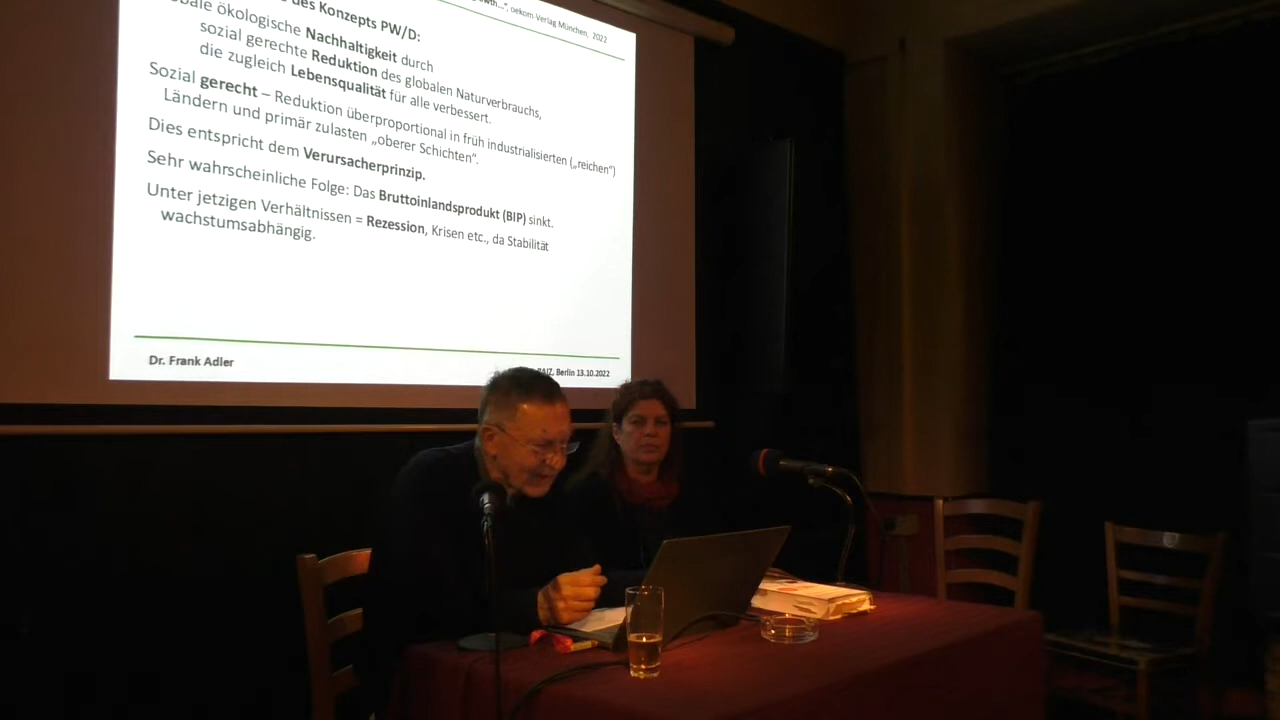 oekom-Verlag München, 2022
des Konzepts PW/D:
ökologische Nachhaltigkeit durch
sozial gerechte Reduktion des globalen Naturverbrauchs,
die zugleich Lebensqualität für alle verbessert.
Sozial gerecht – Reduktion überproportional in früh industrialisierten („reichen“)
Ländern und primär zulasten „oberer Schichten“.
Dies entspricht dem Verursacherprinzip.
Sehr wahrscheinliche Folge: Das Bruttoinlandsprodukt (BIP) sinkt.
Unter jetzigen Verhältnissen = Rezession, Krisen etc., da Stabilität
wachstumsabhängig.
Dr. Frank Adler
Berlin 13.10.2022